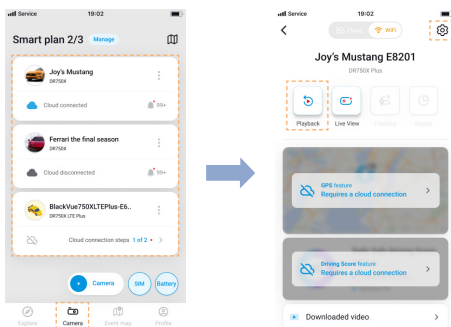 Service 19:02
Smart plan 2/3 Manage
Joy's Mustang
DR750X
Cloud connected 99+
Ferrari the final season
DR750X
Cloud disconnected 99+
BlackVue750XLTEPlus-E6..
DR750X LTE Plus
Cloud connection steps 1 of 2
+ Camera SIM Battery
Explore Camera Event map Profile
Service 19:02
WiFi
Joy's Mustang E8201
DR750X Plus
Playback Live View
GPS feature
Requires a cloud connection
Driving Score feature
Requires a cloud connection
Downloaded video